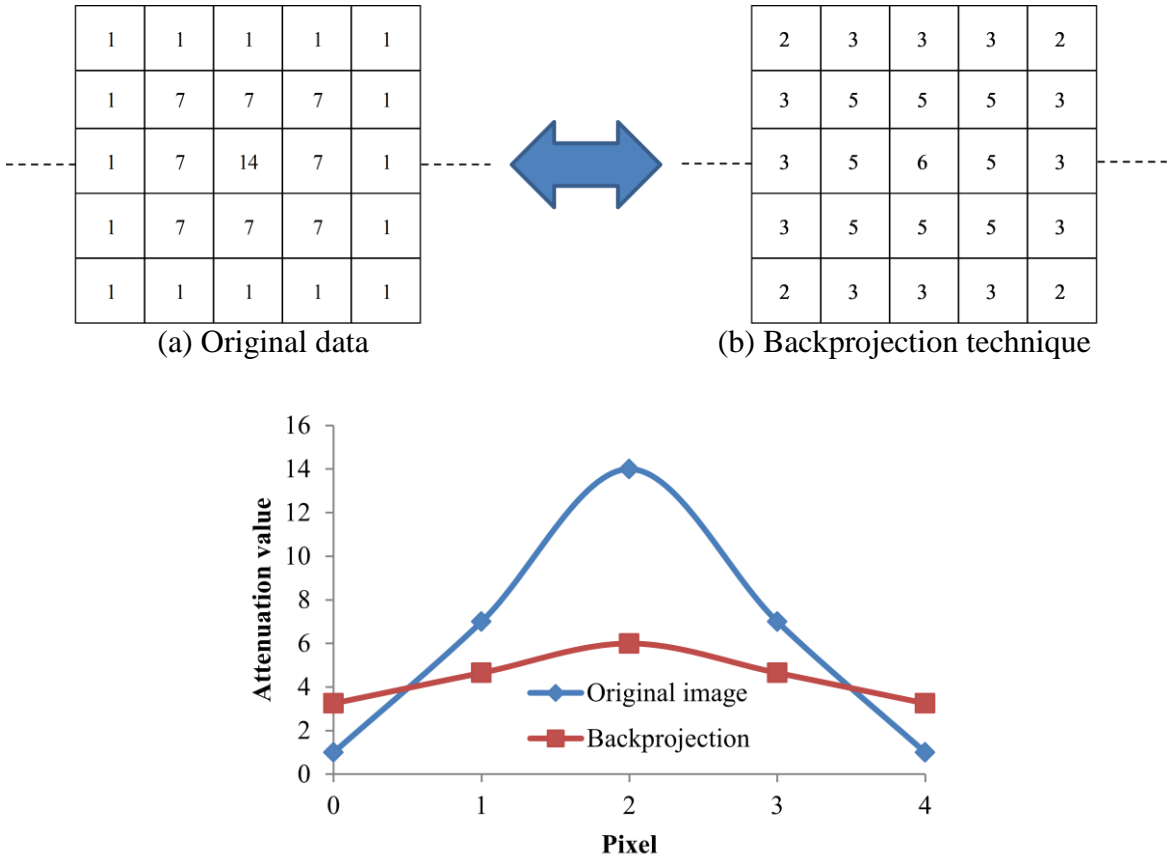 1 1 1 1 1
1 7 7 7 1
1 7 14 7 1
1 7 7 7 1
1 1 1 1 1
(a) Original data
2 3 3 3 2
3 5 5 5 3
3 5 6 5 3
3 5 5 5 3
2 3 3 3 2
(b) Backprojection technique
Attenuation value
16
14
12
10
8
6
4
2
0
Original image
Backprojection
0 1 2 3 4
Pixel